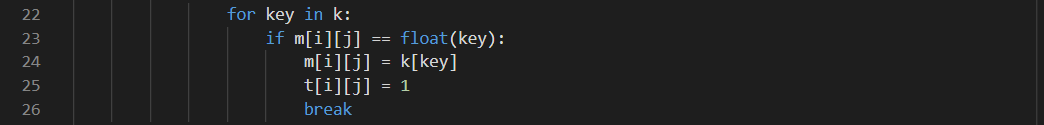 22 for key in k:
23 if m[i][j] == float(key):
24 m[i][j] = k[key]
25 t[i][j] = 1
26 break